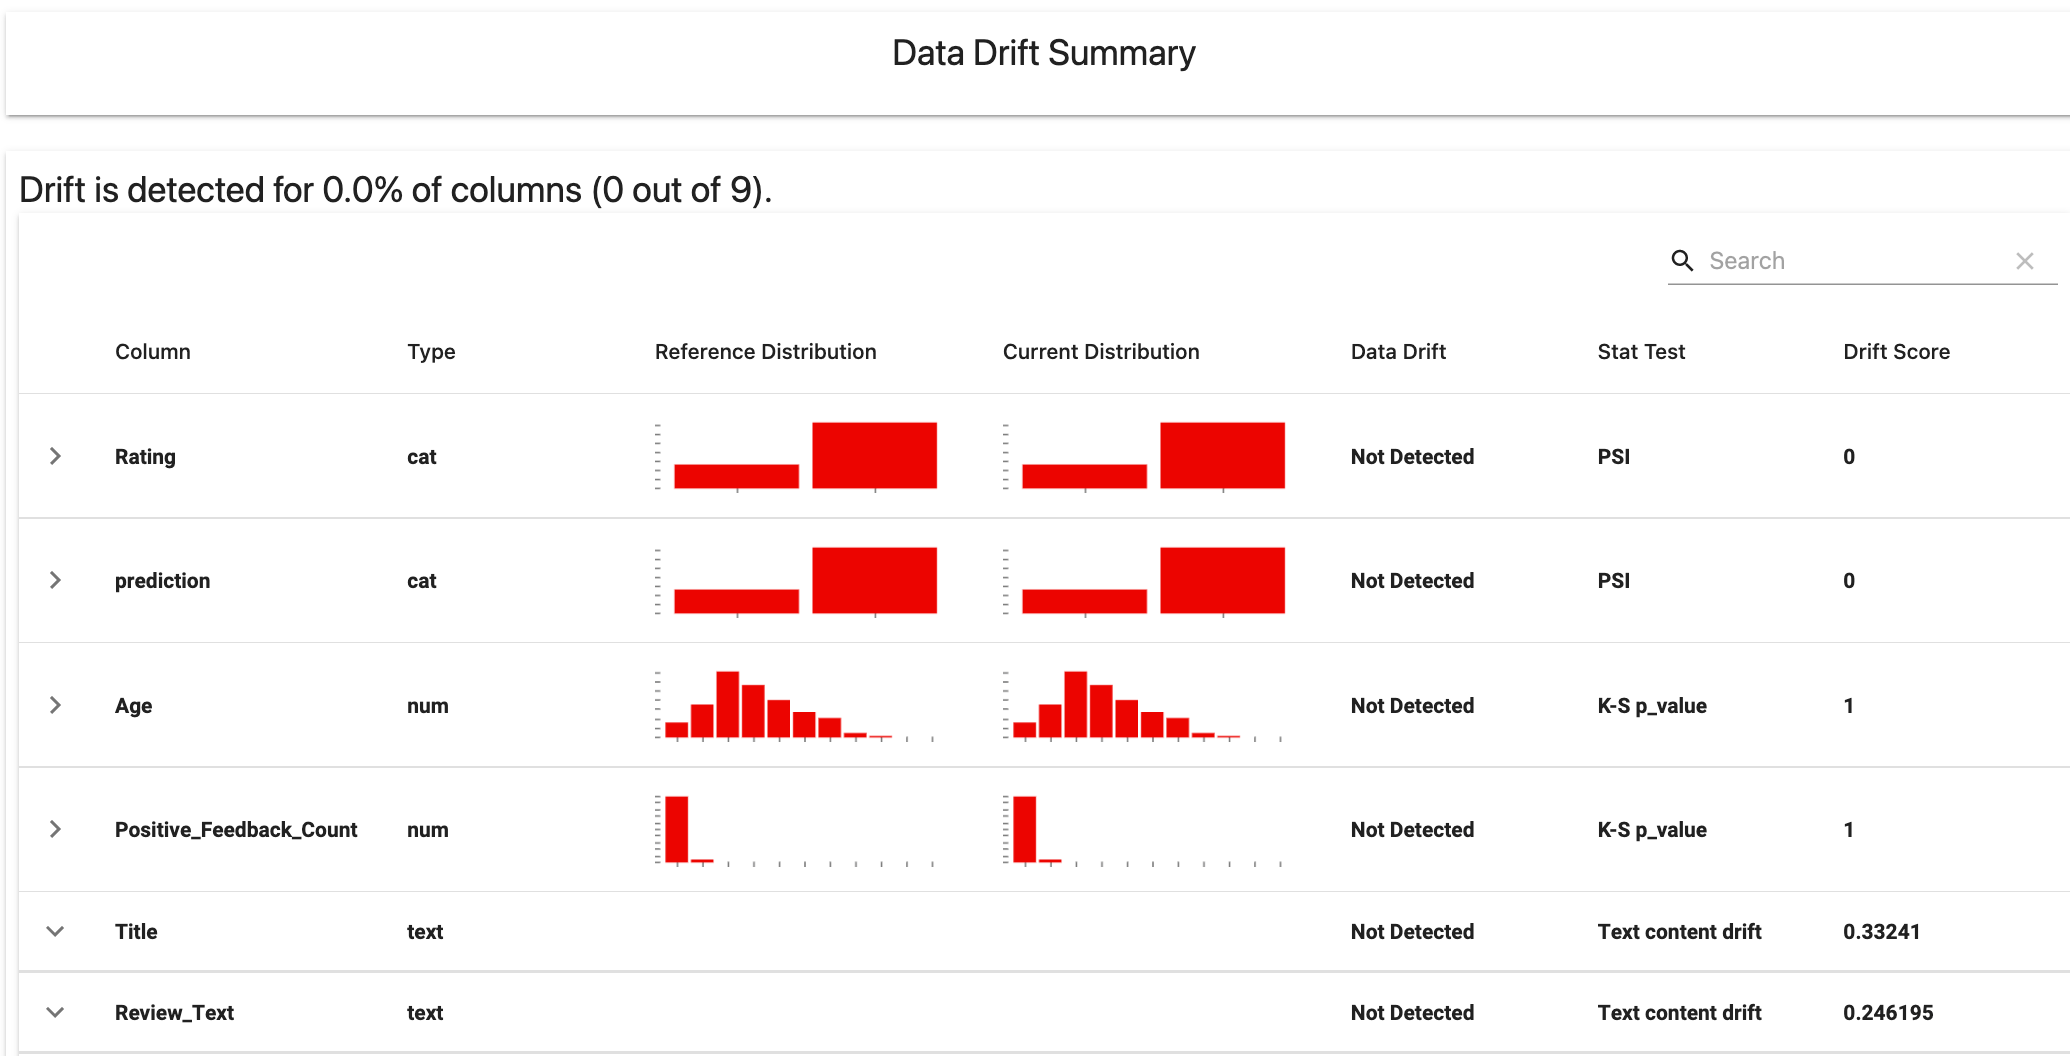 Data Drift Summary
Drift is detected for 0.0% of columns (0 out of 9).
Search
Column Type Reference Distribution Current Distribution Data Drift Stat Test Drift Score
Rating cat Not Detected PSI 0
prediction cat Not Detected PSI 0
Age num Not Detected K-S p_value 1
Positive_Feedback_Count num Not Detected K-S p_value 1
Title text Not Detected Text content drift 0.33241
Review_Text text Not Detected Text content drift 0.246195